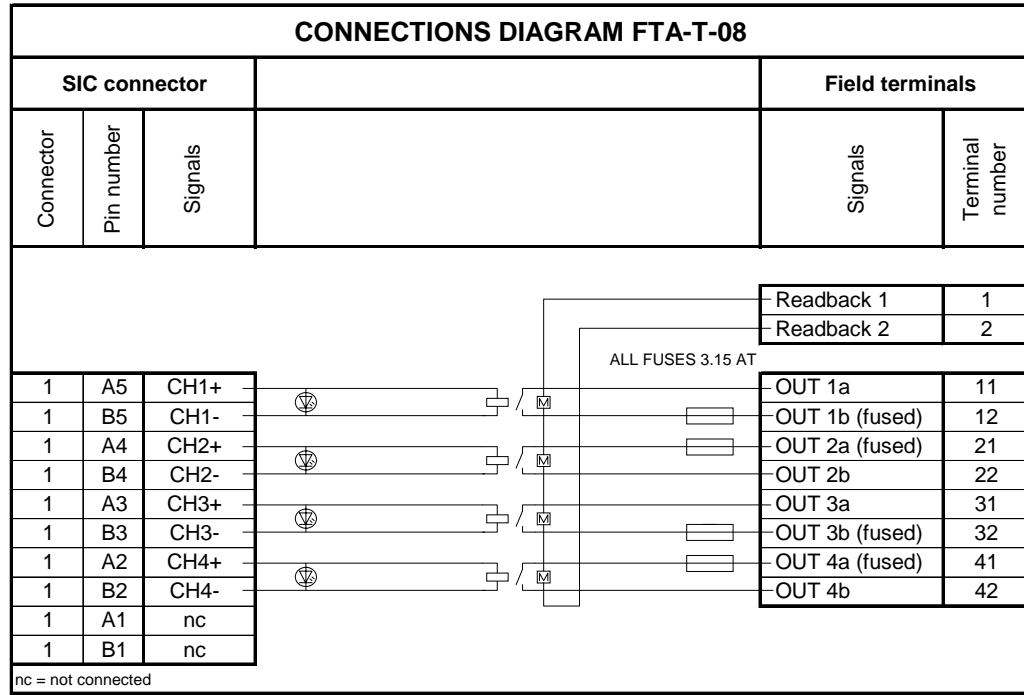 CONNECTIONS DIAGRAM FTA-T-08
SIC connector Field terminals
Connector Pin number Signals Signals Terminal number
Readback 1 1
Readback 2 2
ALL FUSES 3.15 AT
1 A5 CH1+ M OUT 1a 11
1 B5 CH1- OUT 1b (fused) 12
1 A4 CH2+ M OUT 2a (fused) 21
1 B4 CH2- OUT 2b 22
1 A3 CH3+ M OUT 3a 31
1 B3 CH3- OUT 3b (fused) 32
1 A2 CH4+ M OUT 4a (fused) 41
1 B2 CH4- OUT 4b 42
1 A1 nc
1 B1 nc
nc = not connected